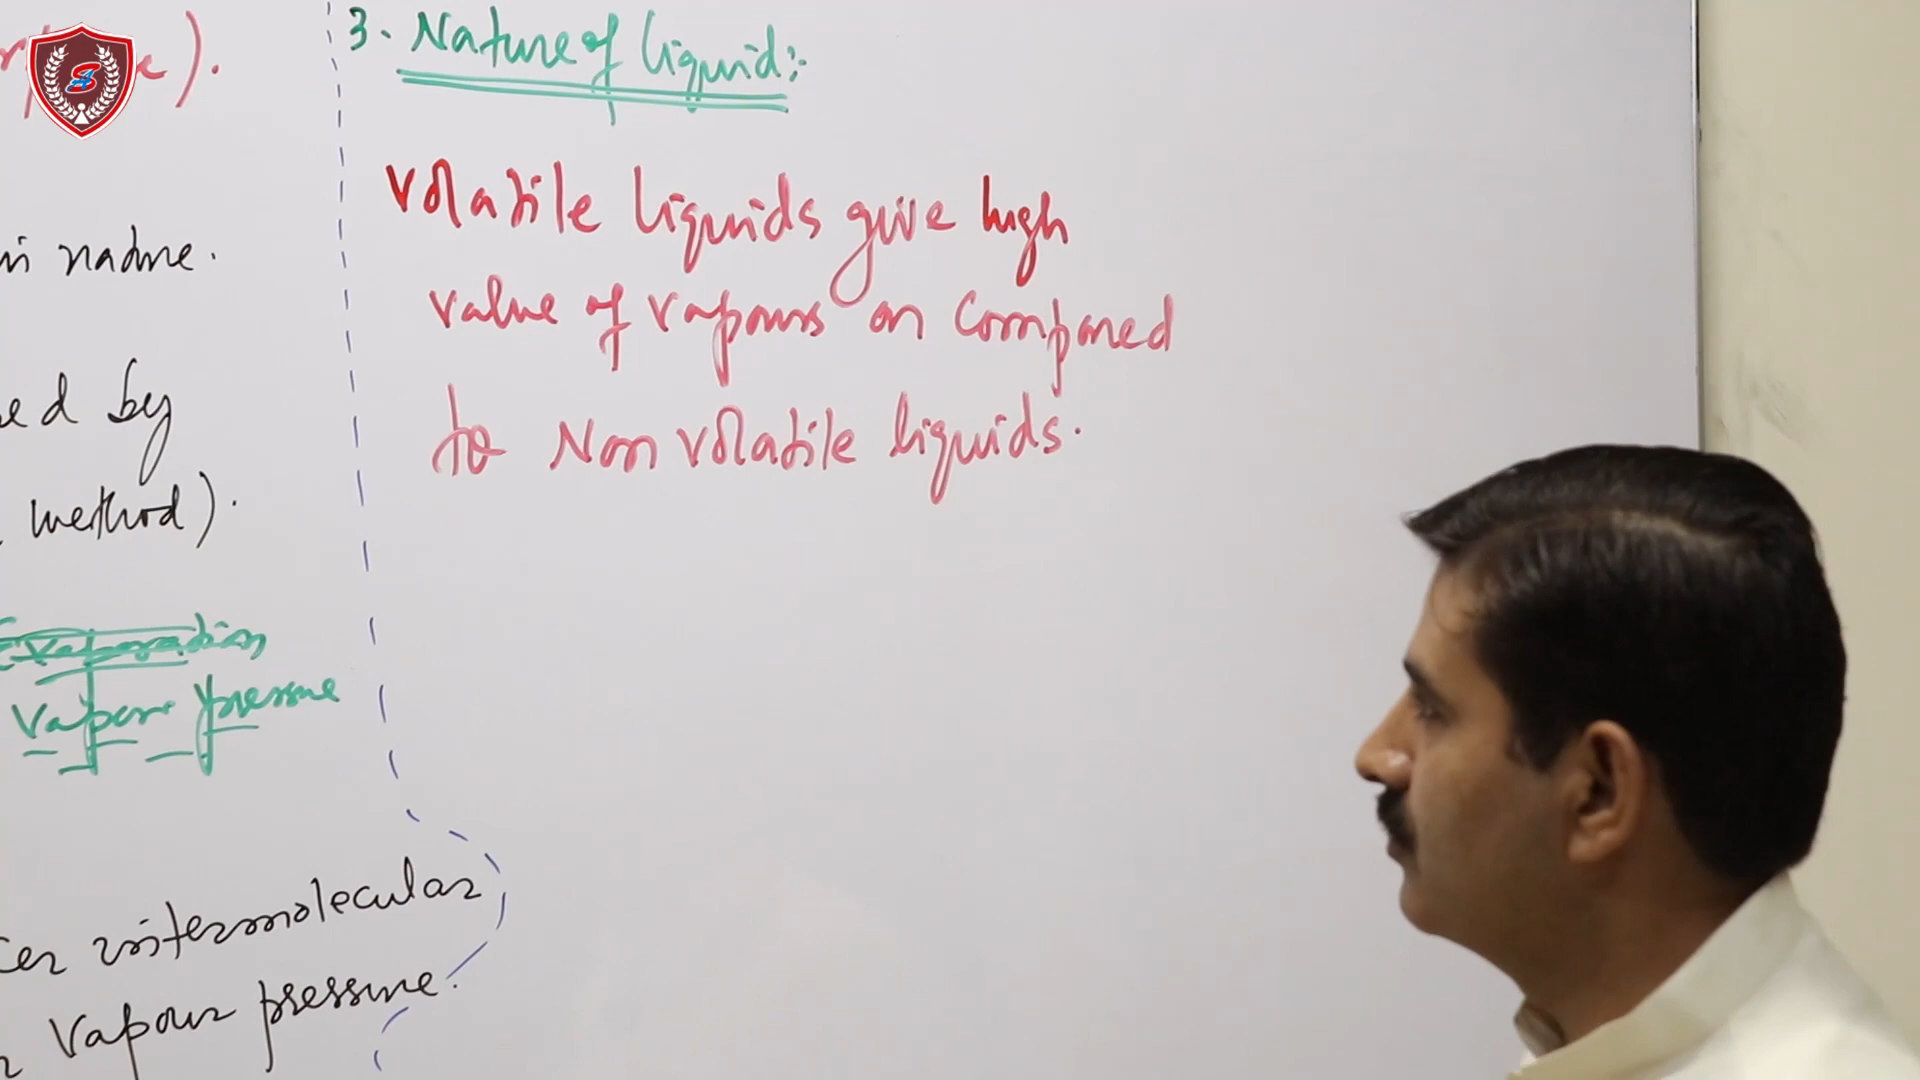 in nature.
ed by
method).
Evaporation
Vapour pressure
intermolecular
Vapour pressure.
3. Nature of liquid:-
Volatile liquids give high
value of vapours on compared
to Non volatile liquids.